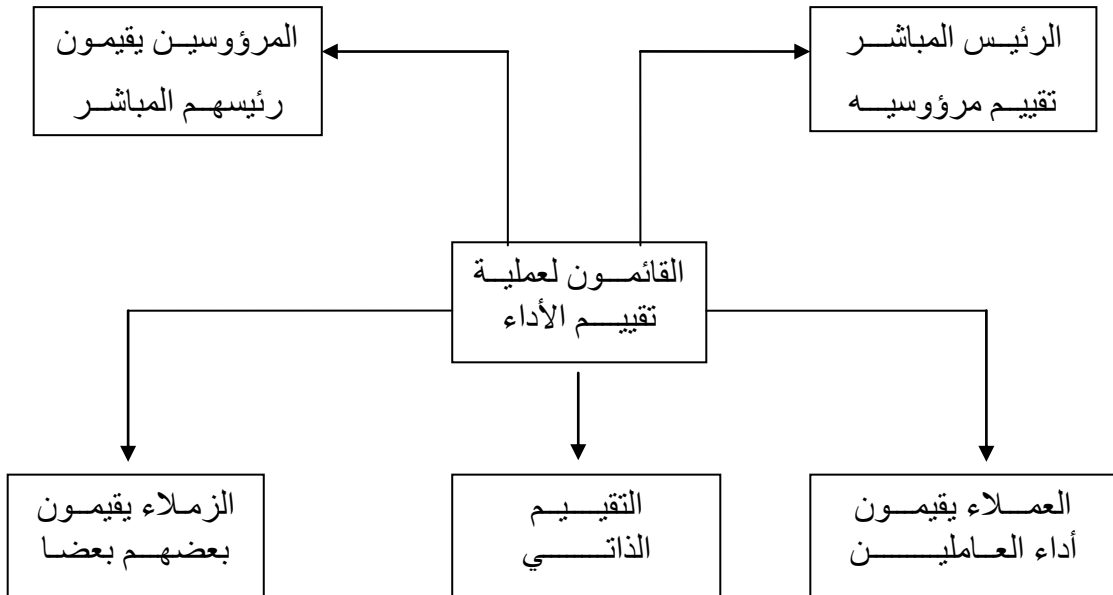 الرئيس المباشر
تقييم مرؤوسيه
المرؤوسين يقيمون
رئيسهم المباشر
القائمون لعملية
تقييم الأداء
العملاء يقيمون
أداء العاملين
التقييم
الذاتي
الزملاء يقيمون
بعضهم بعضا